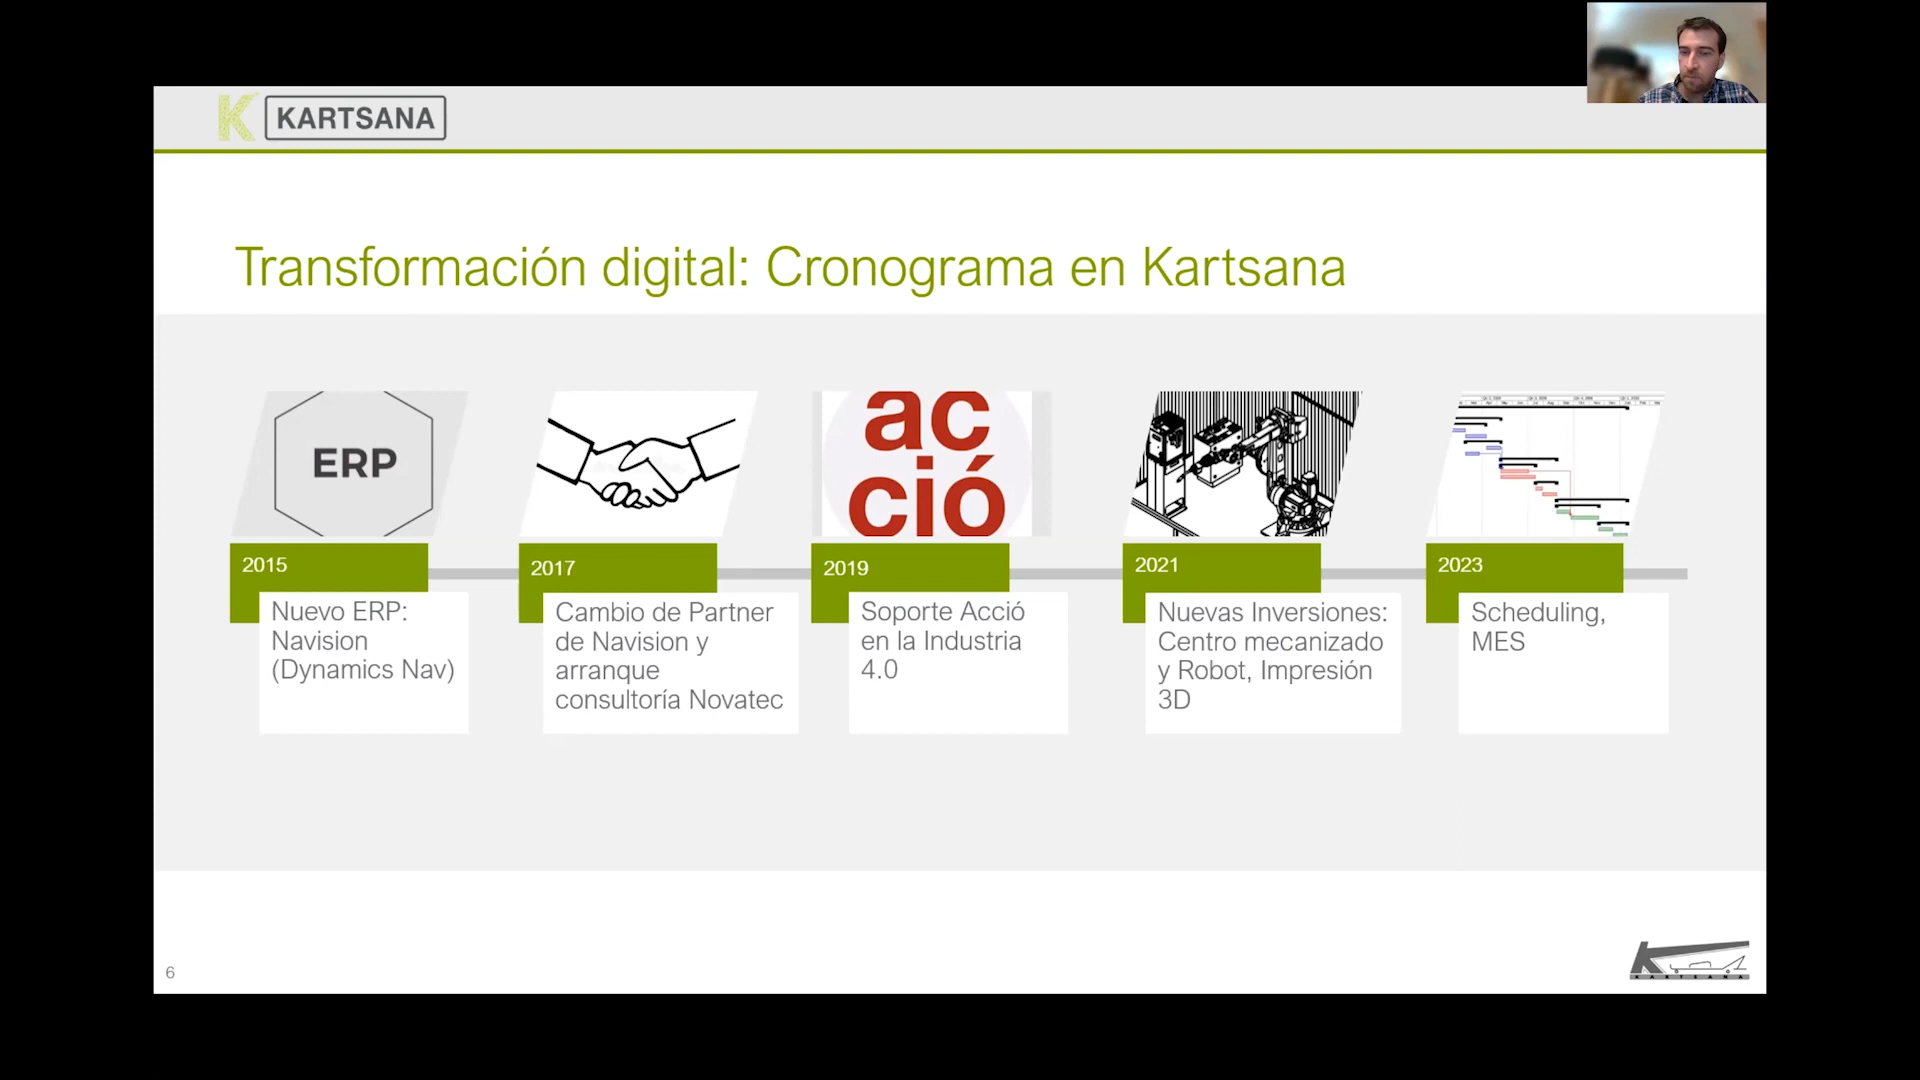 K KARTSANA
Transformación digital: Cronograma en Kartsana
ERP
ac
ció
2015
Nuevo ERP:
Navision
(Dynamics Nav)
2017
Cambio de Partner
de Navision y
arranque
consultoría Novatec
2019
Soporte Acció
en la Industria
4.0
2021
Nuevas Inversiones:
Centro mecanizado
y Robot, Impresión
3D
2023
Scheduling,
MES
6
K
KARTSANA